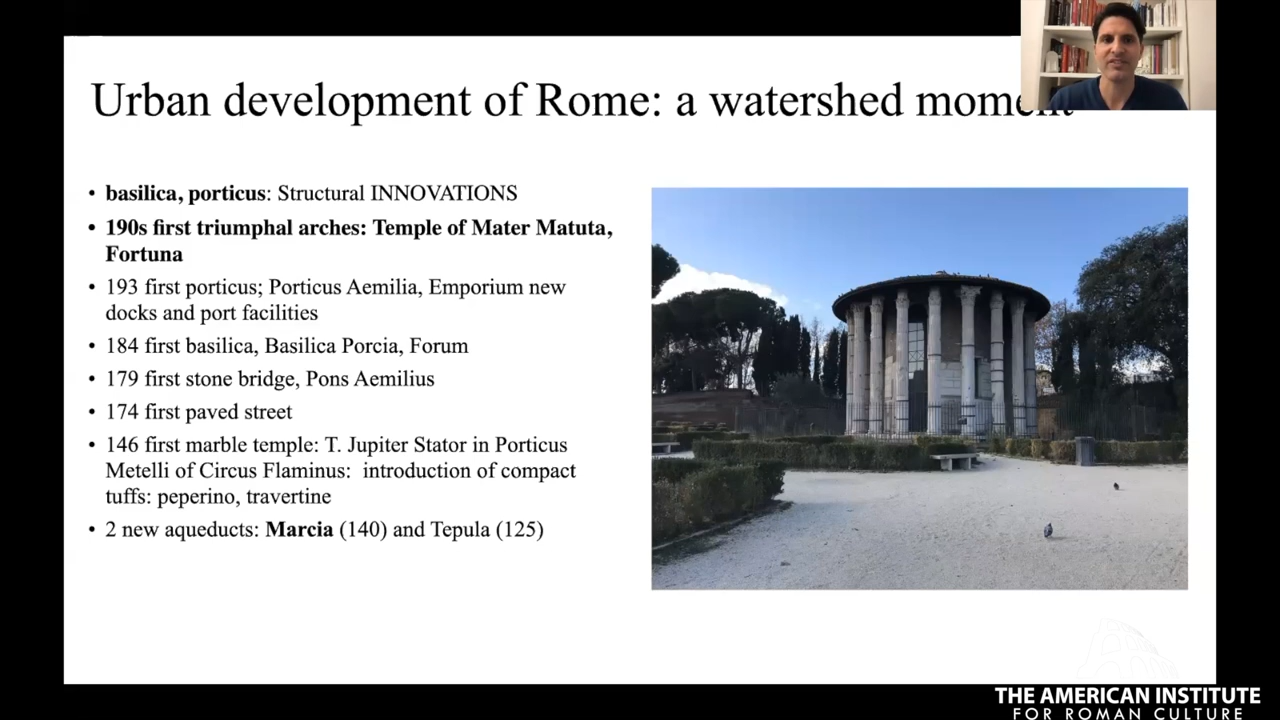 Urban development of Rome: a watershed moment
• basilica, porticus: Structural INNOVATIONS
• 190s first triumphal arches: Temple of Mater Matuta,
Fortuna
• 193 first porticus; Porticus Aemilia, Emporium new
docks and port facilities
• 184 first basilica, Basilica Porcia, Forum
• 179 first stone bridge, Pons Aemilius
• 174 first paved street
• 146 first marble temple: T. Jupiter Stator in Porticus
Metelli of Circus Flaminus: introduction of compact
tuffs: peperino, travertine
• 2 new aqueducts: Marcia (140) and Tepula (125)
THE AMERICAN INSTITUTE
FOR ROMAN CULTURE